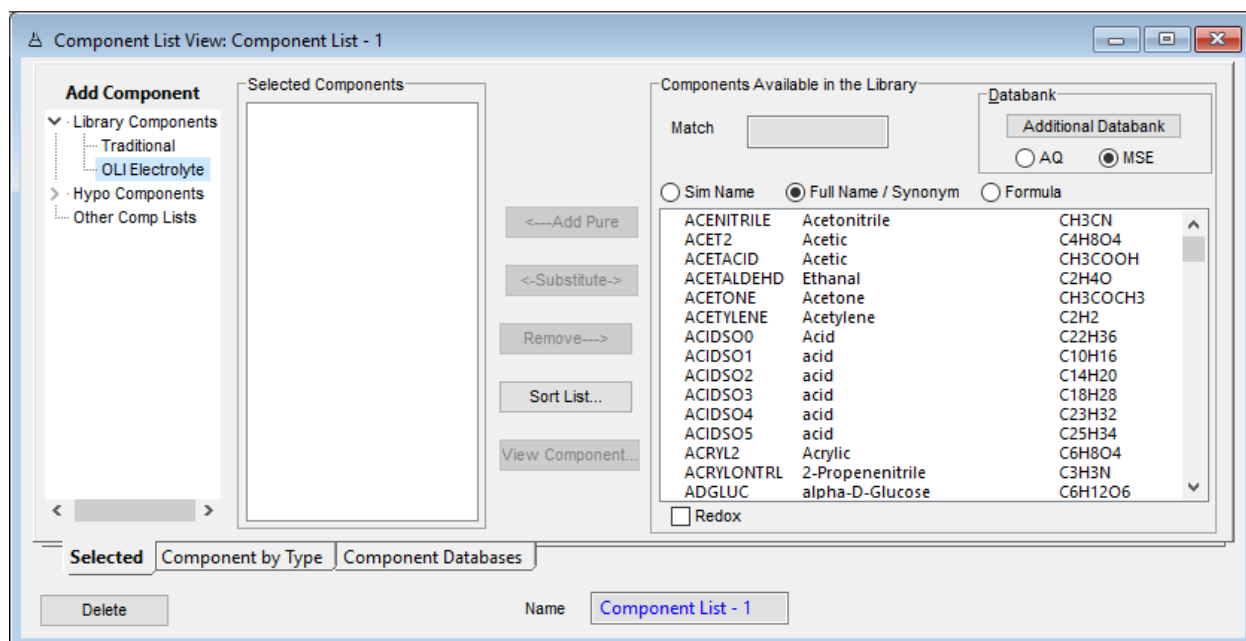 Component List View: Component List - 1
Add Component
Library Components
Traditional
OLI Electrolyte
Hypo Components
Other Comp Lists
Selected Components
<---Add Pure
<-Substitute->
Remove--->
Sort List...
View Component...
Components Available in the Library
Match
Databank
Additional Databank
AQ MSE
Sim Name Full Name / Synonym Formula
ACENITRILE Acetonitrile CH3CN
ACET2 Acetic C4H8O4
ACETACID Acetic CH3COOH
ACETALDEHD Ethanal C2H4O
ACETONE Acetone CH3COCH3
ACETYLENE Acetylene C2H2
ACIDSO0 Acid C22H36
ACIDSO1 acid C10H16
ACIDSO2 acid C14H20
ACIDSO3 acid C18H28
ACIDSO4 acid C23H32
ACIDSO5 acid C25H34
ACRYL2 Acrylic C6H8O4
ACRYLONTRL 2-Propenenitrile C3H3N
ADGLUC alpha-D-Glucose C6H12O6
Redox
Selected Component by Type Component Databases
Delete
Name Component List - 1